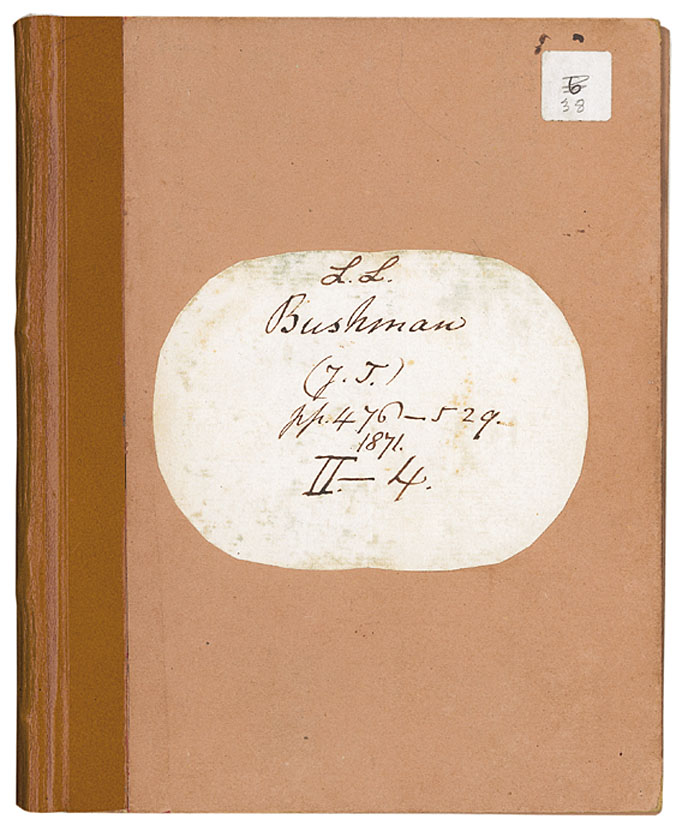 38
L.L.
Bushman
(J.T.)
pp. 476–529.
1871.
II.–4.